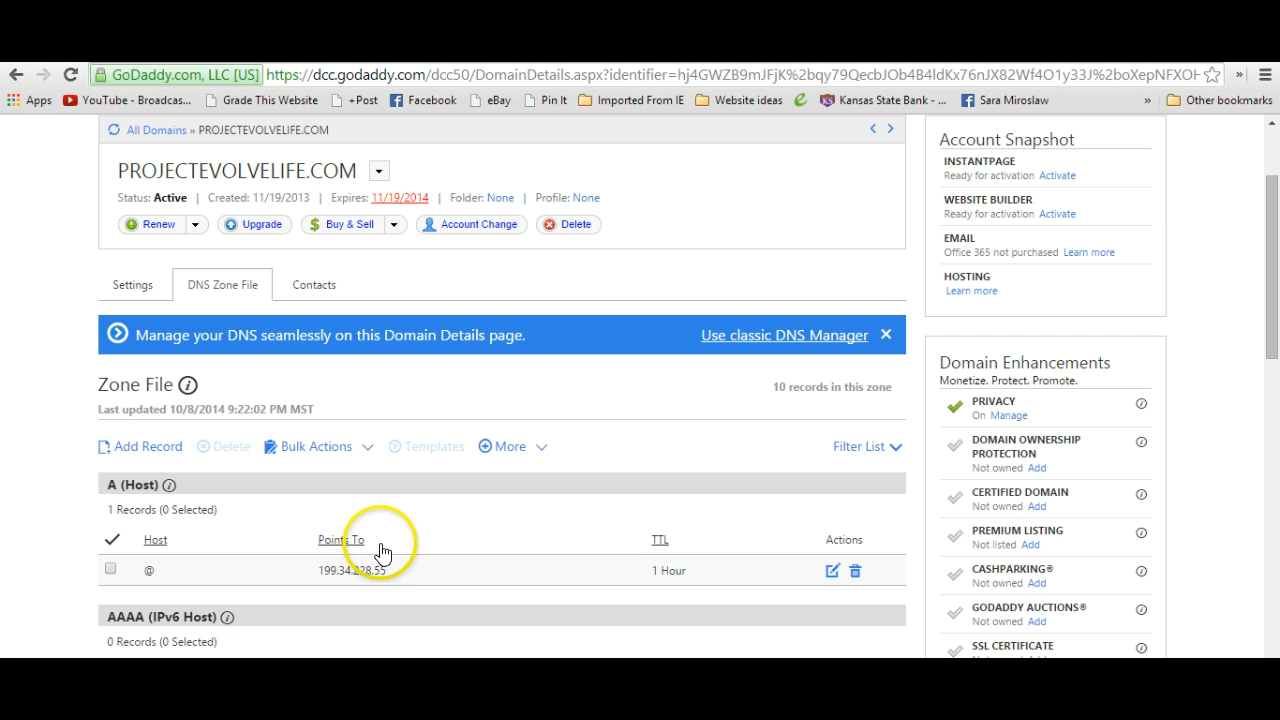 GoDaddy.com, LLC [US] https://dcc.godaddy.com/dcc50/DomainDetails.aspx?identifier=
Apps YouTube - Broadcas... Grade This Website +Post Facebook eBay Pin It Imported From IE Website ideas Kansas State Bank - ... Sara Miroslaw » Other bookmarks
All Domains » PROJECTEVOLVELIFE.COM
PROJECTEVOLVELIFE.COM
Status: Active | Created: 11/19/2013 | Expires: 11/19/2014 | Folder: None | Profile: None
Renew Upgrade Buy & Sell Account Change Delete
Settings DNS Zone File Contacts
Manage your DNS seamlessly on this Domain Details page. Use classic DNS Manager
Zone File
10 records in this zone
Last updated 10/8/2014 9:22:02 PM MST
Add Record Delete Bulk Actions Templates More Filter List
A (Host)
1 Records (0 Selected)
Host Points To TTL Actions
@ 199.34.228.55 1 Hour
AAAA (IPv6 Host)
0 Records (0 Selected)
Account Snapshot
INSTANTPAGE
Ready for activation Activate
WEBSITE BUILDER
Ready for activation Activate
EMAIL
Office 365 not purchased Learn more
HOSTING
Learn more
Domain Enhancements
Monetize. Protect. Promote.
PRIVACY
On Manage
DOMAIN OWNERSHIP
PROTECTION
Not owned Add
CERTIFIED DOMAIN
Not owned Add
PREMIUM LISTING
Not listed Add
CASHPARKING®
Not owned Add
GODADDY AUCTIONS®
Not owned Add
SSL CERTIFICATE